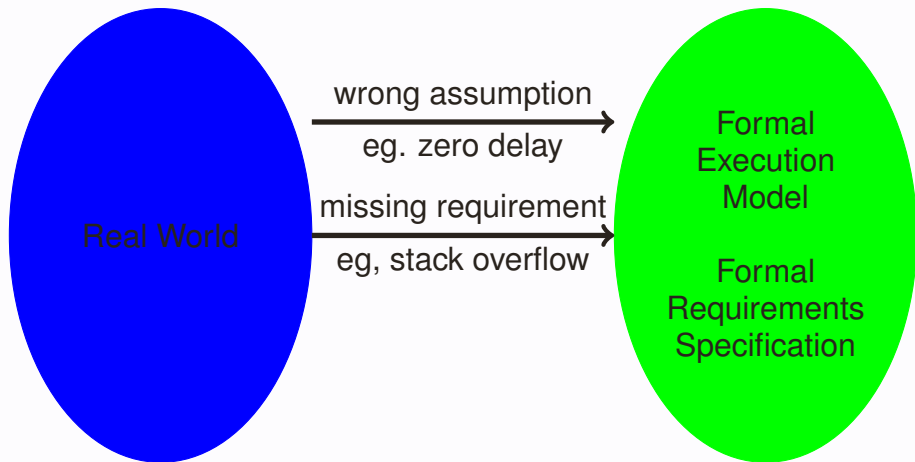 Real World
wrong assumption
eg. zero delay
missing requirement
eg, stack overflow
Formal
Execution
Model
Formal
Requirements
Specification